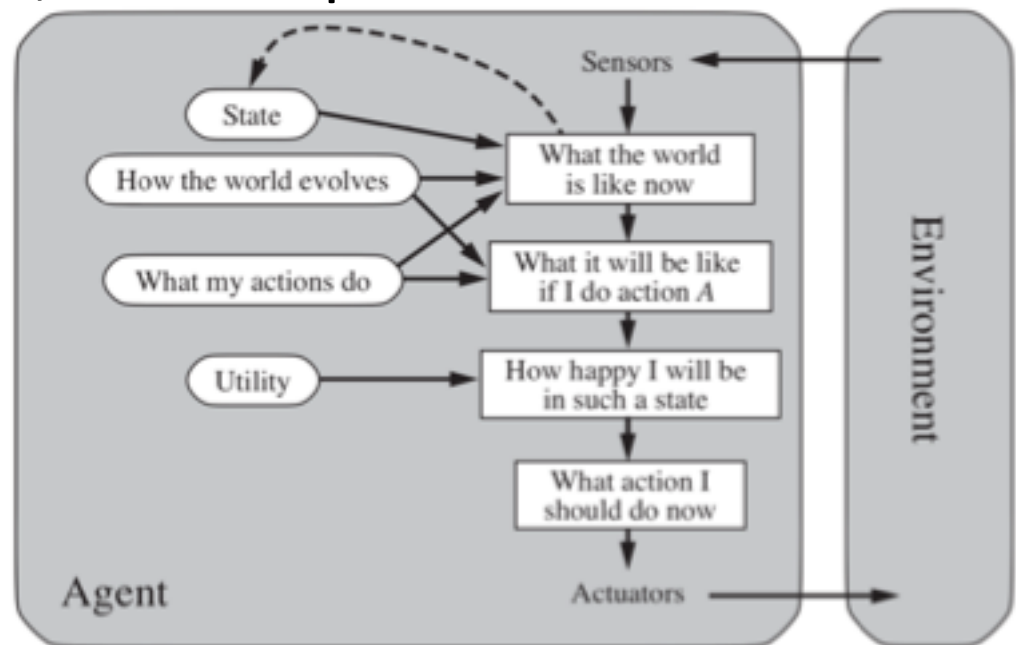 Sensors
State
What the world
is like now
How the world evolves
What it will be like
if I do action A
What my actions do
How happy I will be
in such a state
Utility
What action I
should do now
Agent
Actuators
Environment